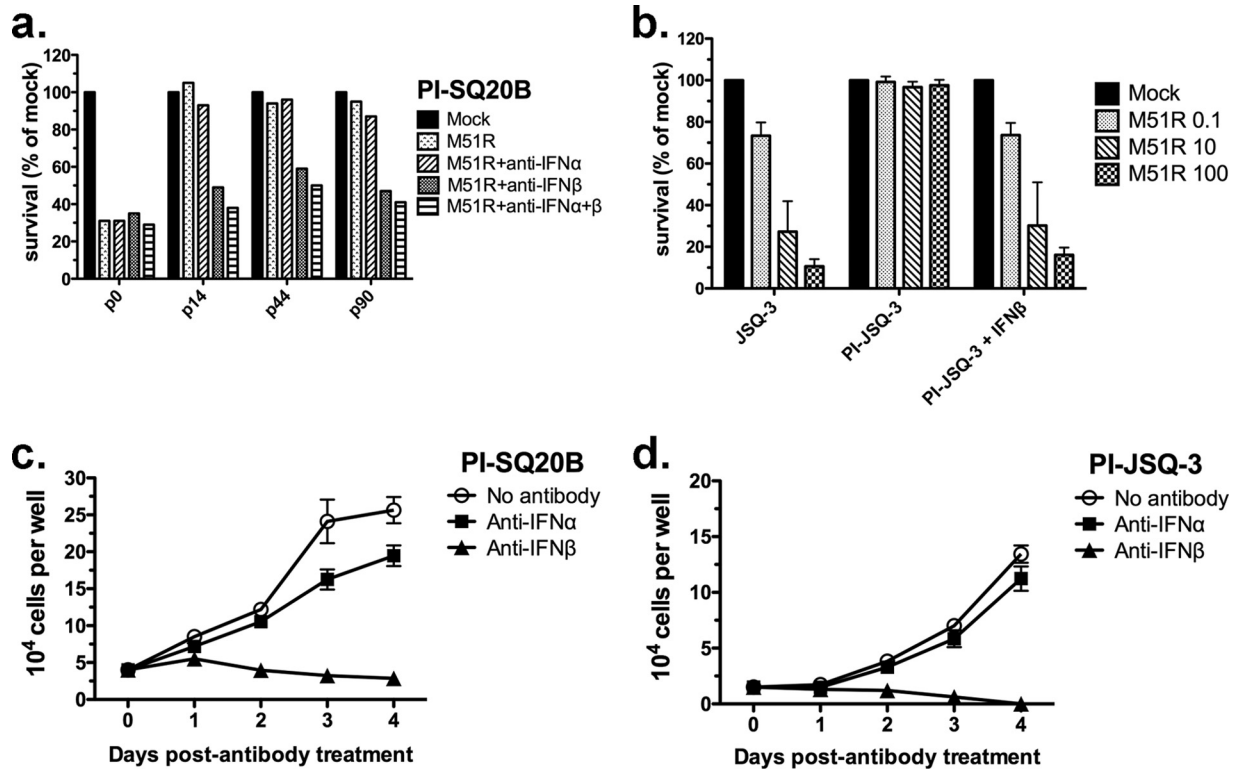 a.
120
100
80
60
40
20
0
survival (% of mock)
p0
p14
p44
p90
PI-SQ20B
Mock
M51R
M51R+anti-IFNα
M51R+anti-IFNβ
M51R+anti-IFNα+β
b.
120
100
80
60
40
20
0
survival (% of mock)
JSQ-3
PI-JSQ-3
PI-JSQ-3 + IFNβ
Mock
M51R 0.1
M51R 10
M51R 100
c.
PI-SQ20B
No antibody
Anti-IFNα
Anti-IFNβ
30
25
20
15
10
5
0
10⁴ cells per well
0 1 2 3 4
Days post-antibody treatment
d.
PI-JSQ-3
No antibody
Anti-IFNα
Anti-IFNβ
20
15
10
5
0
10⁴ cells per well
0 1 2 3 4
Days post-antibody treatment